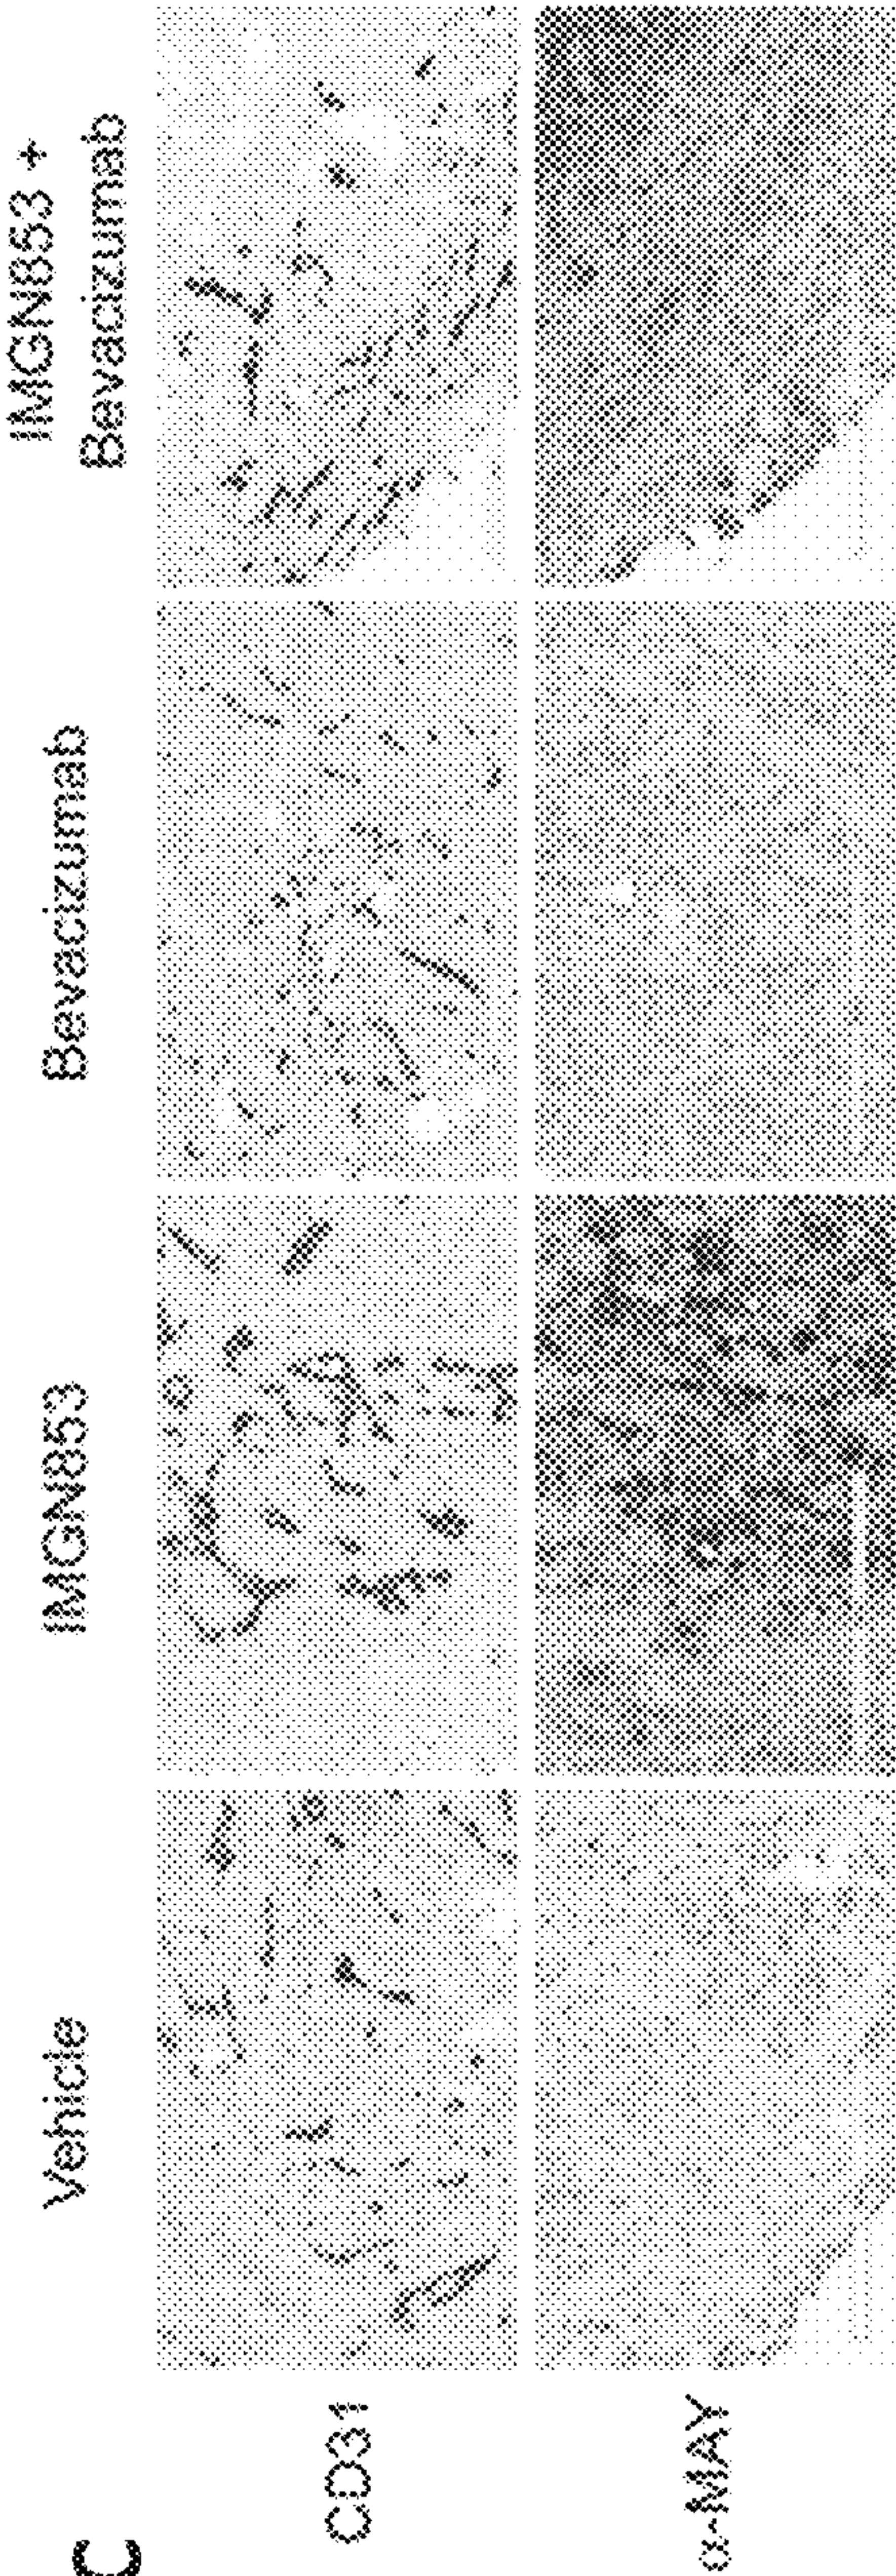 C
Vehicle
IMGN853
Bevacizumab
IMGN853 +
Bevacizumab
CD31
α-MAY